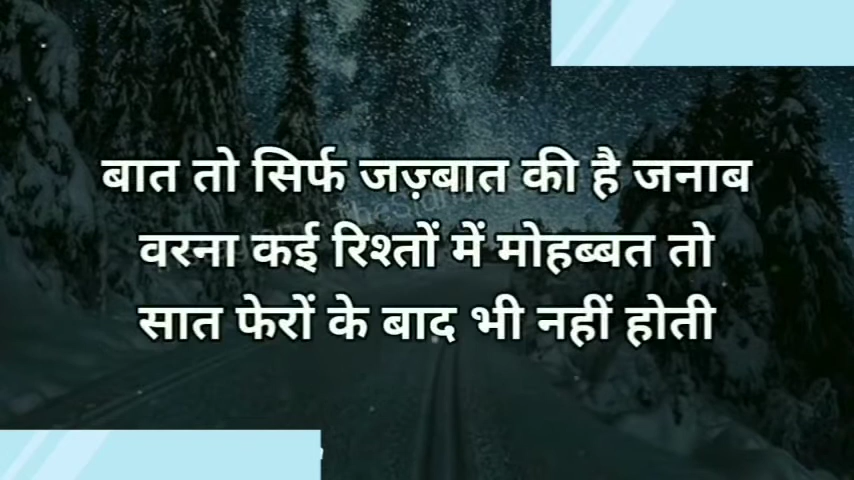 बात तो सिर्फ जज़्बात की है जनाब
वरना कई रिश्तों में मोहब्बत तो
सात फेरों के बाद भी नहीं होती